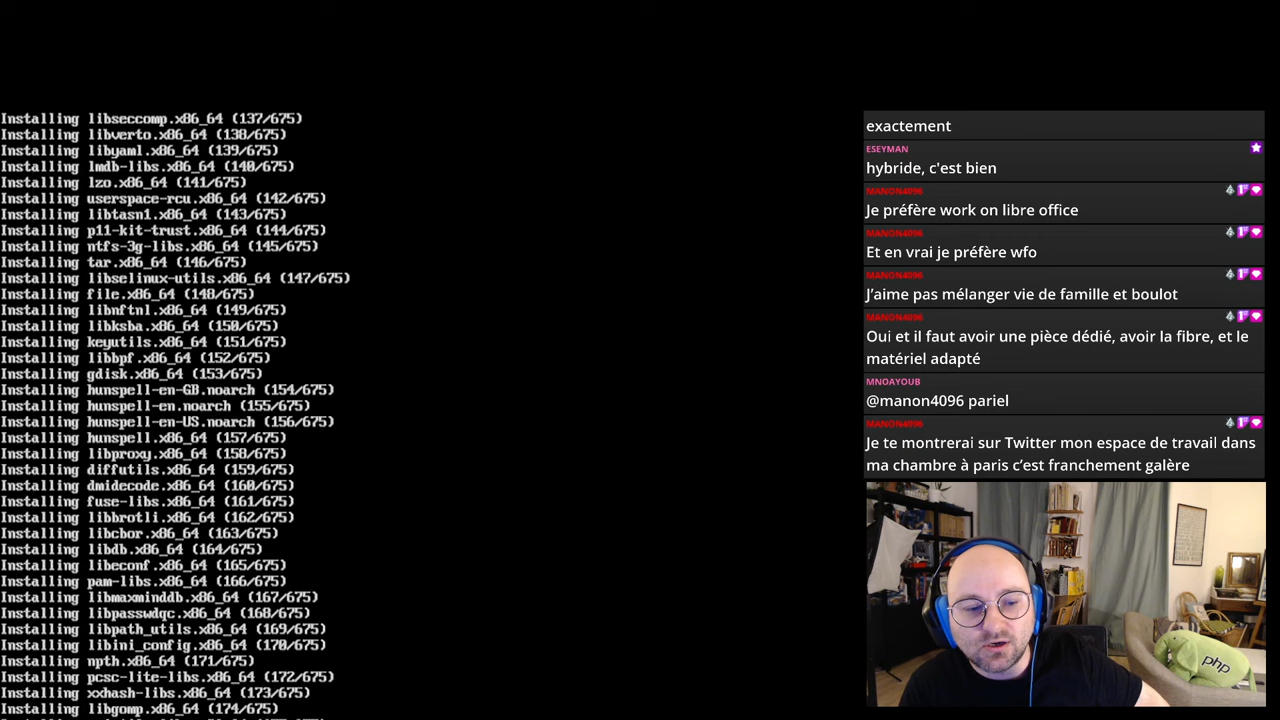 Installing libseccomp.x86_64 (137/675)
Installing libverto.x86_64 (138/675)
Installing libyaml.x86_64 (139/675)
Installing lmdb-libs.x86_64 (140/675)
Installing lzo.x86_64 (141/675)
Installing userspace-rcu.x86_64 (142/675)
Installing libtasn1.x86_64 (143/675)
Installing p11-kit-trust.x86_64 (144/675)
Installing ntfs-3g-libs.x86_64 (145/675)
Installing tar.x86_64 (146/675)
Installing libselinux-utils.x86_64 (147/675)
Installing file.x86_64 (148/675)
Installing libnftnl.x86_64 (149/675)
Installing libksba.x86_64 (150/675)
Installing keyutils.x86_64 (151/675)
Installing libbpf.x86_64 (152/675)
Installing gdisk.x86_64 (153/675)
Installing hunspell-en-GB.noarch (154/675)
Installing hunspell-en.noarch (155/675)
Installing hunspell-en-US.noarch (156/675)
Installing hunspell.x86_64 (157/675)
Installing libproxy.x86_64 (158/675)
Installing diffutils.x86_64 (159/675)
Installing dmidecode.x86_64 (160/675)
Installing fuse-libs.x86_64 (161/675)
Installing libbrotli.x86_64 (162/675)
Installing libcbor.x86_64 (163/675)
Installing libdb.x86_64 (164/675)
Installing libeconf.x86_64 (165/675)
Installing pam-libs.x86_64 (166/675)
Installing libmaxminddb.x86_64 (167/675)
Installing libpasswdqc.x86_64 (168/675)
Installing libpath_utils.x86_64 (169/675)
Installing libini_config.x86_64 (170/675)
Installing npth.x86_64 (171/675)
Installing pcsc-lite-libs.x86_64 (172/675)
Installing xxhash-libs.x86_64 (173/675)
Installing libgomp.x86_64 (174/675)
exactement
ESEYMAN
hybride, c'est bien
MANON4096
Je préfère work on libre office
MANON4096
Et en vrai je préfère wfo
MANON4096
J’aime pas mélanger vie de famille et boulot
MANON4096
Oui et il faut avoir une pièce dédié, avoir la fibre, et le
matériel adapté
MNOAYOUB
@manon4096 pariel
MANON4096
Je te montrerai sur Twitter mon espace de travail dans
ma chambre à paris c’est franchement galère
php